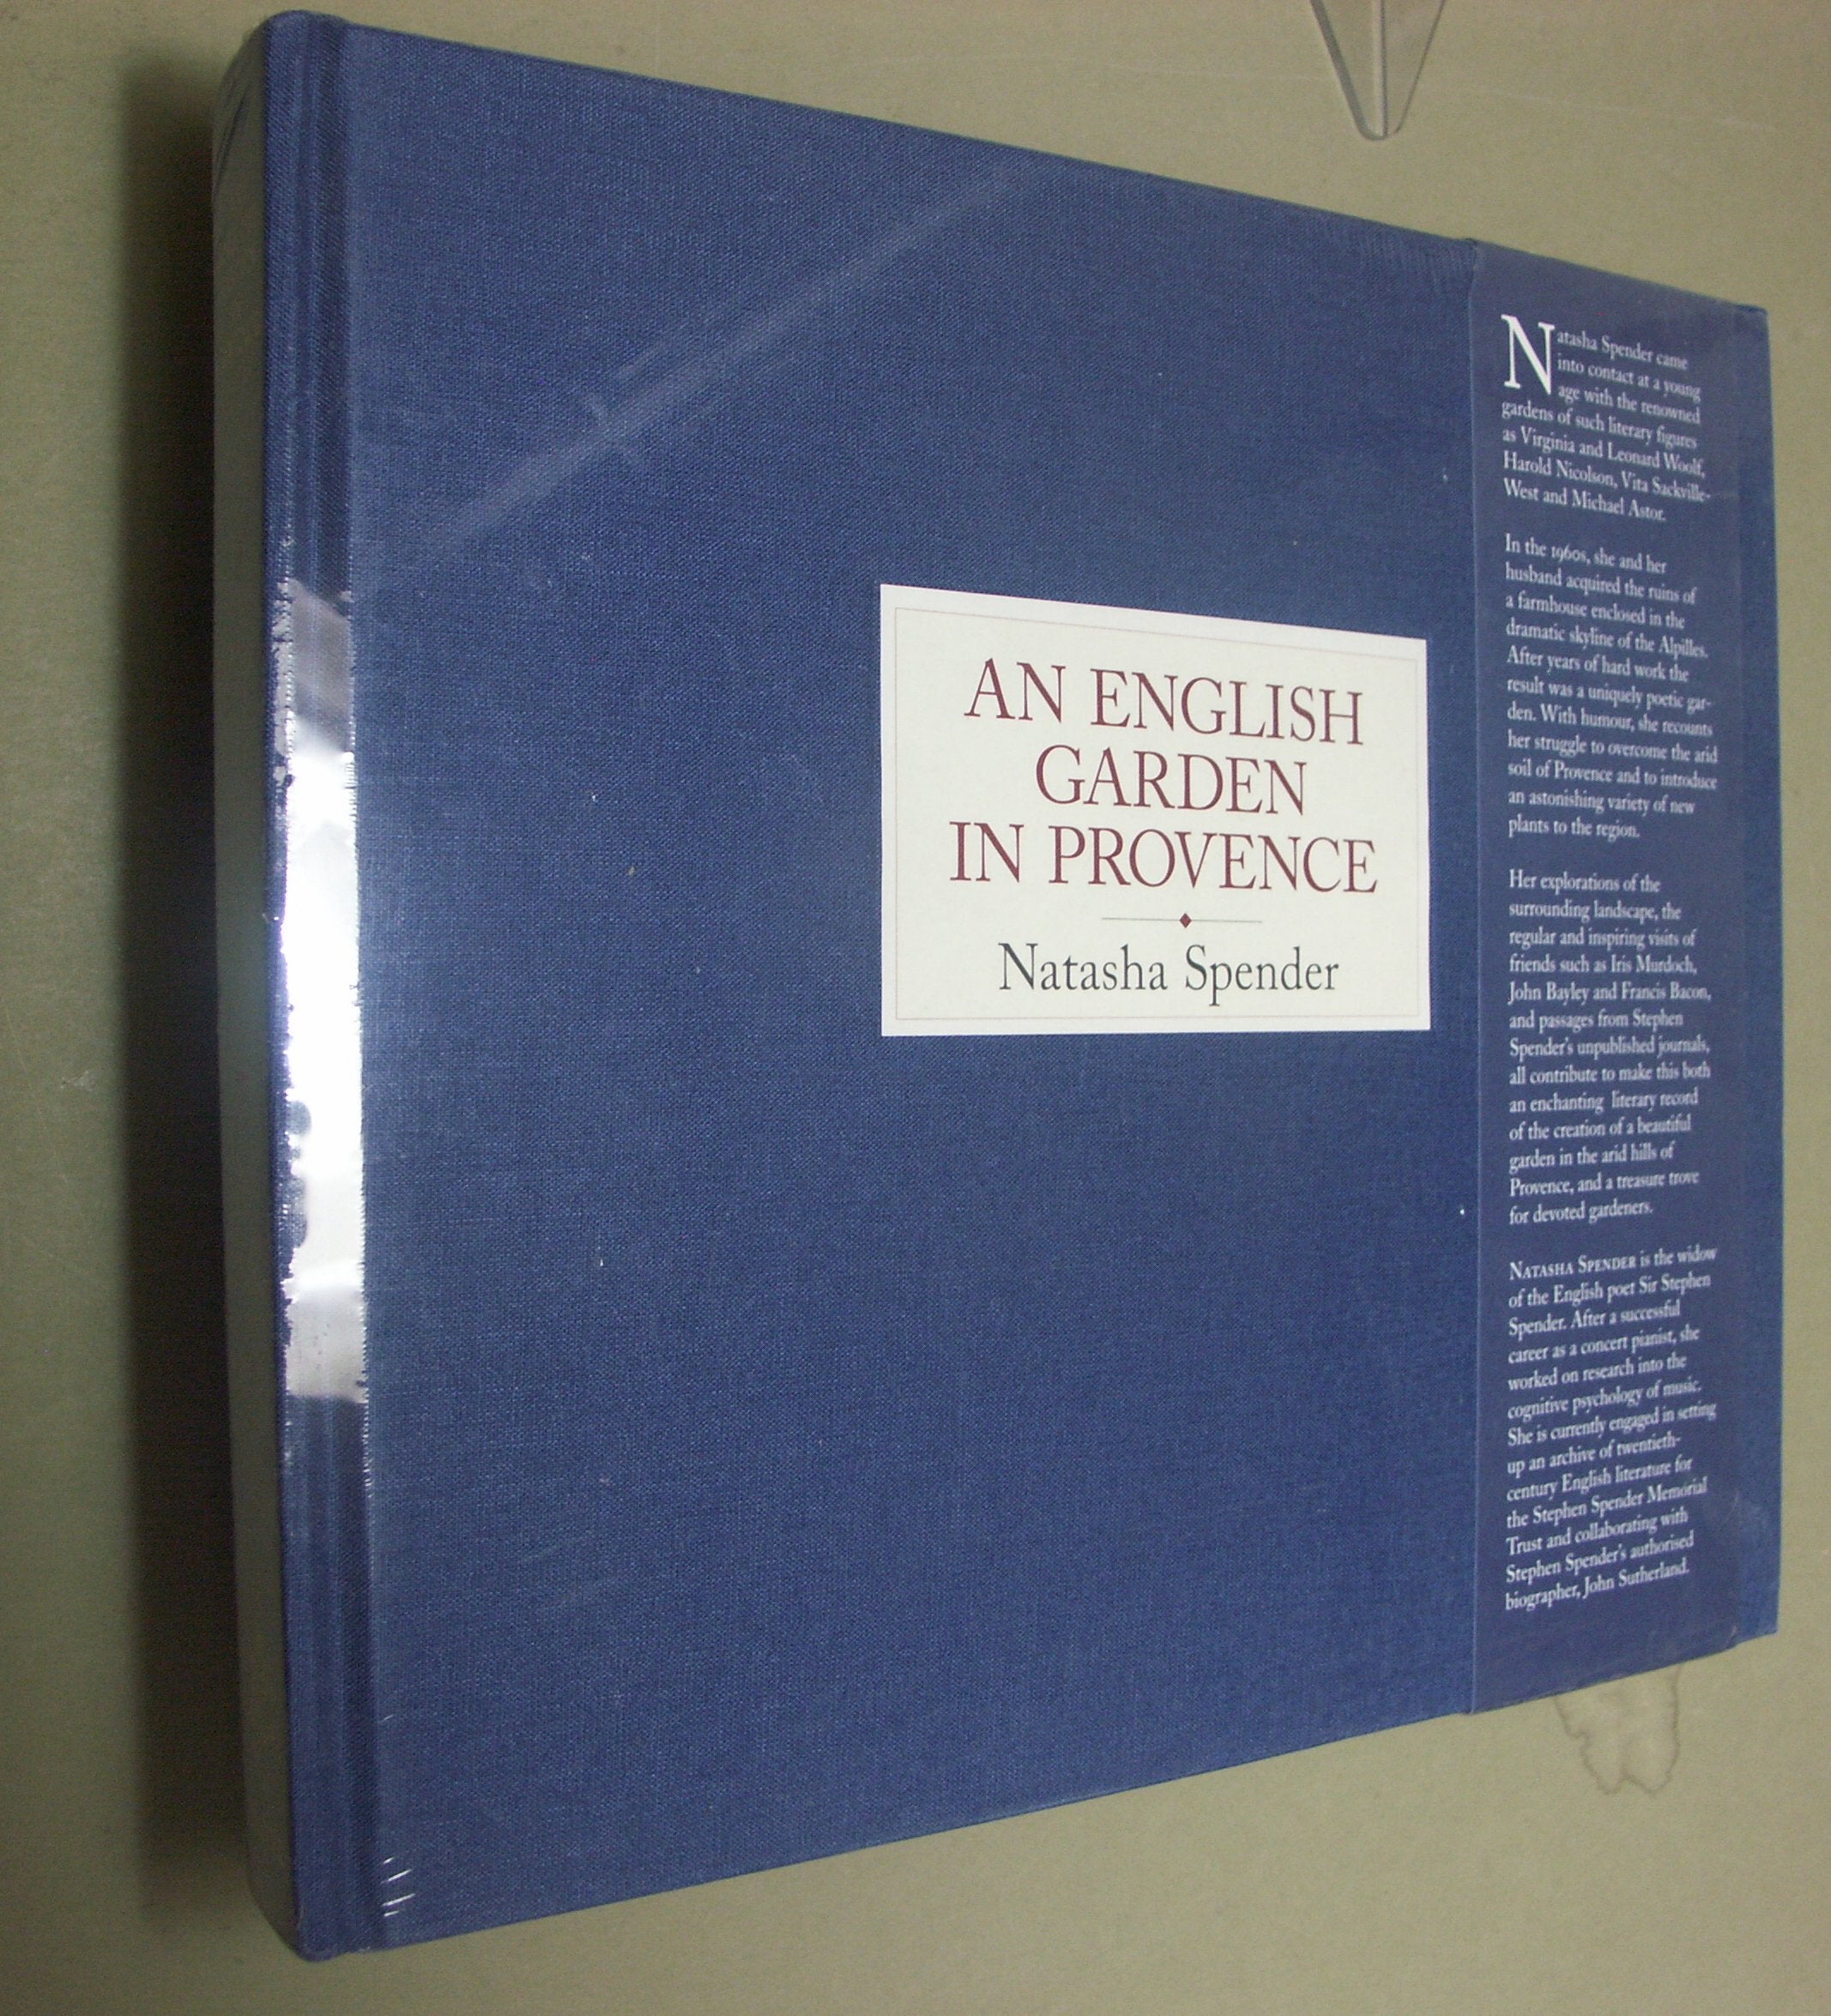 AN ENGLISH
GARDEN
IN PROVENCE
Natasha Spender
Natasha Spender came
into contact at a young
age with the renowned
gardens of such literary figures
as Virginia and Leonard Woolf,
Harold Nicolson, Vita Sackville-
West and Michael Astor.
In the 1960s, she and her
husband acquired the ruins of
a farmhouse enclosed in the
dramatic skyline of the Alpilles.
After years of hard work the
result was a uniquely poetic gar-
den. With humour, she recounts
her struggle to overcome the arid
soil of Provence and to introduce
an astonishing variety of new
plants to the region.
Her explorations of the
surrounding landscape, the
regular and inspiring visits of
friends such as Iris Murdoch,
John Bayley and Francis Bacon,
and passages from Stephen
Spender's unpublished journals,
all contribute to make this both
an enchanting literary record
of the creation of a beautiful
garden in the arid hills of
Provence, and a treasure trove
for devoted gardeners.
NATASHA SPENDER is the widow
of the English poet Sir Stephen
Spender. After a successful
career as a concert pianist, she
worked on research into the
cognitive psychology of music.
She is currently engaged in setting
up an archive of twentieth-
century English literature for
the Stephen Spender Memorial
Trust and collaborating with
Stephen Spender's authorised
biographer, John Sutherland.